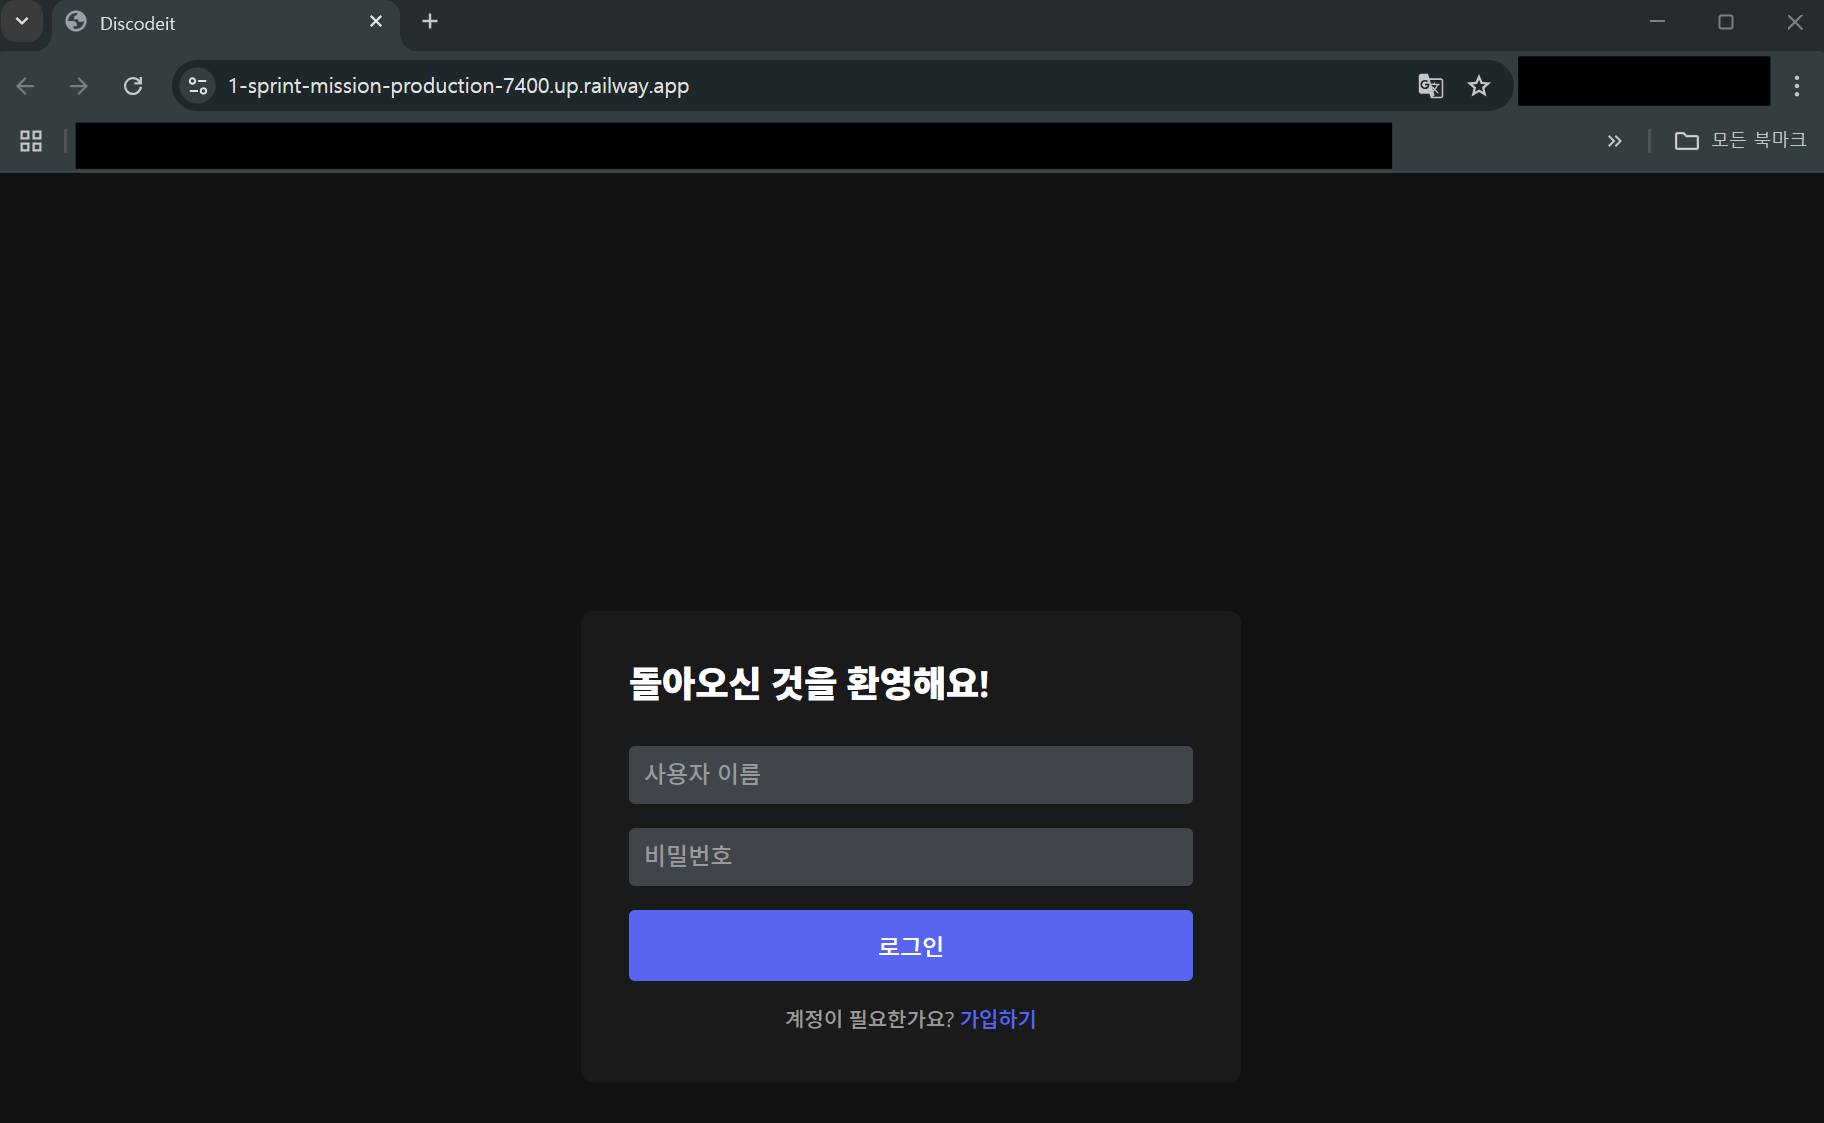 Discodeit
1-sprint-mission-production-7400.up.railway.app
모든 북마크
돌아오신 것을 환영해요!
사용자 이름
비밀번호
로그인
계정이 필요한가요? 가입하기